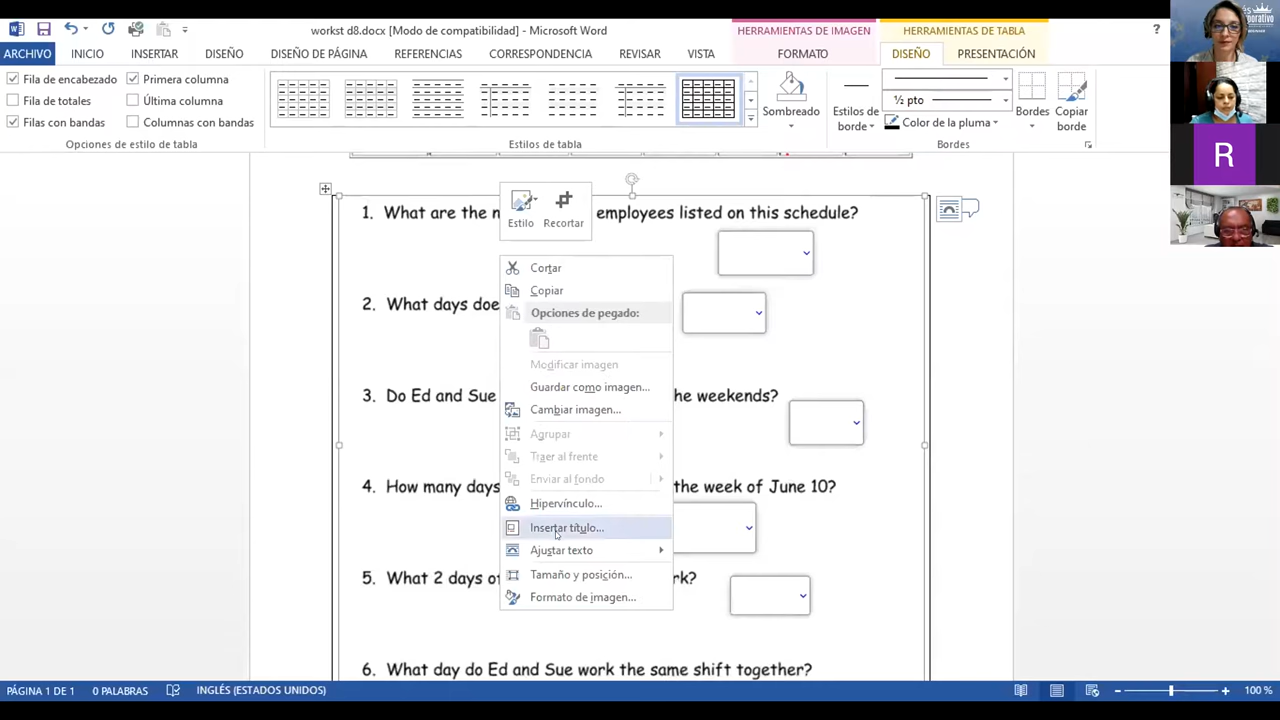 workst d8.docx [Modo de compatibilidad] - Microsoft Word
HERRAMIENTAS DE IMAGEN
HERRAMIENTAS DE TABLA
?
ARCHIVO INICIO INSERTAR DISEÑO DISEÑO DE PÁGINA REFERENCIAS CORRESPONDENCIA REVISAR VISTA FORMATO DISEÑO PRESENTACIÓN
Fila de encabezado Primera columna
Fila de totales Última columna
Filas con bandas Columnas con bandas
Opciones de estilo de tabla
Estilos de tabla
Sombreado
Estilos de borde
½ pto
Color de la pluma
Bordes
Copiar borde
Bordes
R
Estilo Recortar
1. What are the n employees listed on this schedule?
Cortar
Copiar
Opciones de pegado:
Modificar imagen
Guardar como imagen...
Cambiar imagen...
Agrupar
Traer al frente
Enviar al fondo
Hipervínculo...
Insertar título...
Ajustar texto
Tamaño y posición...
Formato de imagen...
2. What days doe
3. Do Ed and Sue he weekends?
4. How many days the week of June 10?
5. What 2 days of rk?
6. What day do Ed and Sue work the same shift together?
PÁGINA 1 DE 1 0 PALABRAS INGLÉS (ESTADOS UNIDOS)
100 %